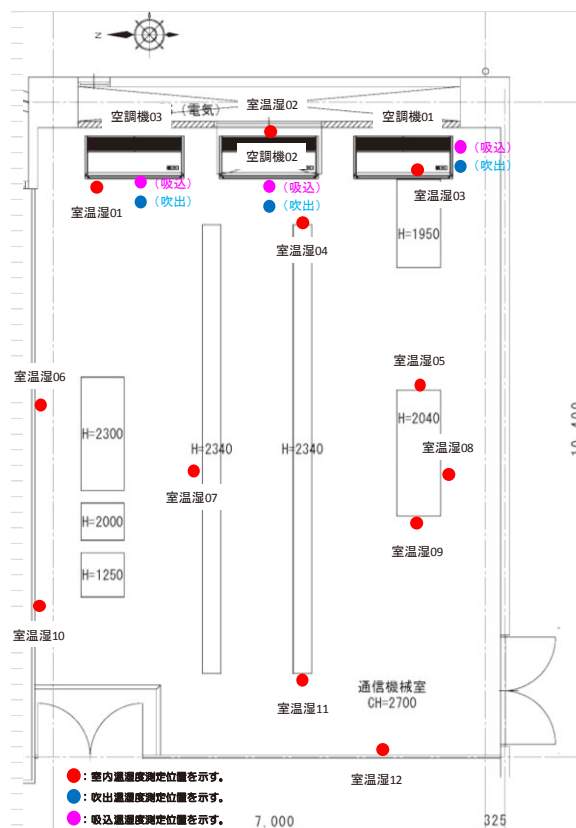 N
空調機03
（電気）
室温湿02
空調機01
空調機02
（吸込）
（吹出）
室温湿03
（吸込）
（吹出）
（吸込）
（吹出）
室温湿01
室温湿04
H=1950
室温湿05
室温湿06
H=2040
H=2300
H=2340
H=2340
室温湿08
室温湿07
H=2000
室温湿09
H=1250
室温湿10
通信機械室
CH=2700
室温湿11
室温湿12
：室内温湿度測定位置を示す。
：吹出温湿度測定位置を示す。
：吸込温湿度測定位置を示す。
7,000
325